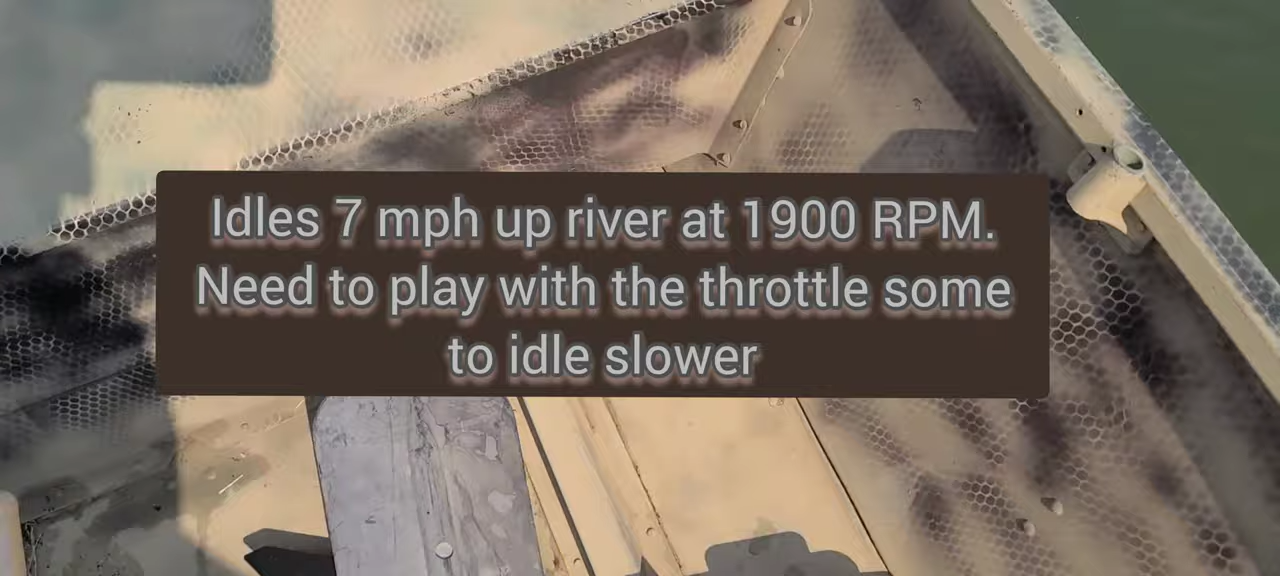 Idles 7 mph up river at 1900 RPM.
Need to play with the throttle some
to idle slower